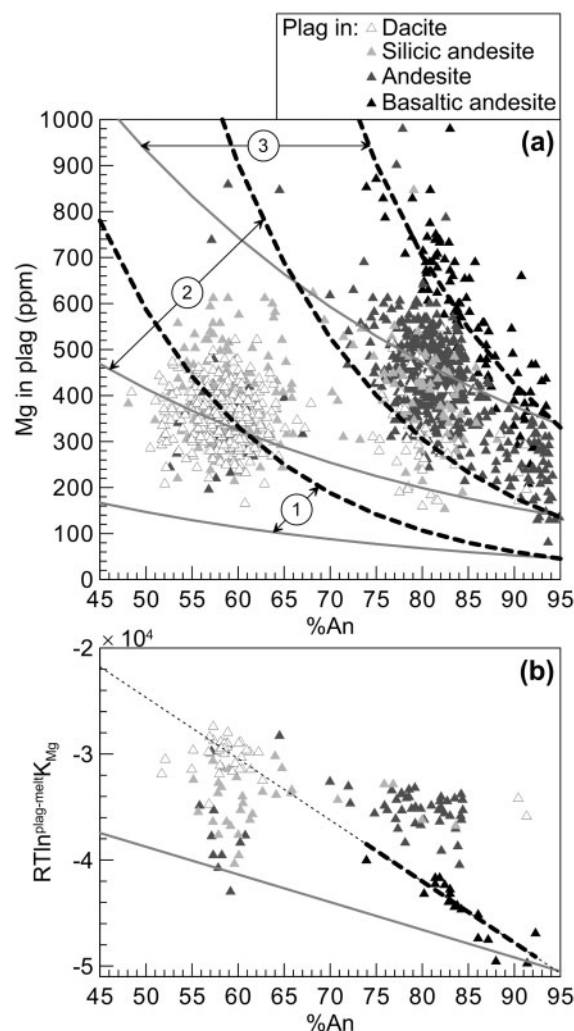 Plag in: △ Dacite
▲ Silicic andesite
▲ Andesite
▲ Basaltic andesite
(a)
1000
900
800
700
600
500
400
300
200
100
0
Mg in plag (ppm)
3
2
1
45 50 55 60 65 70 75 80 85 90 95
%An
-2 × 10⁴
(b)
-3
-4
-5
RTln^plag-melt K_Mg
45 50 55 60 65 70 75 80 85 90 95
%An